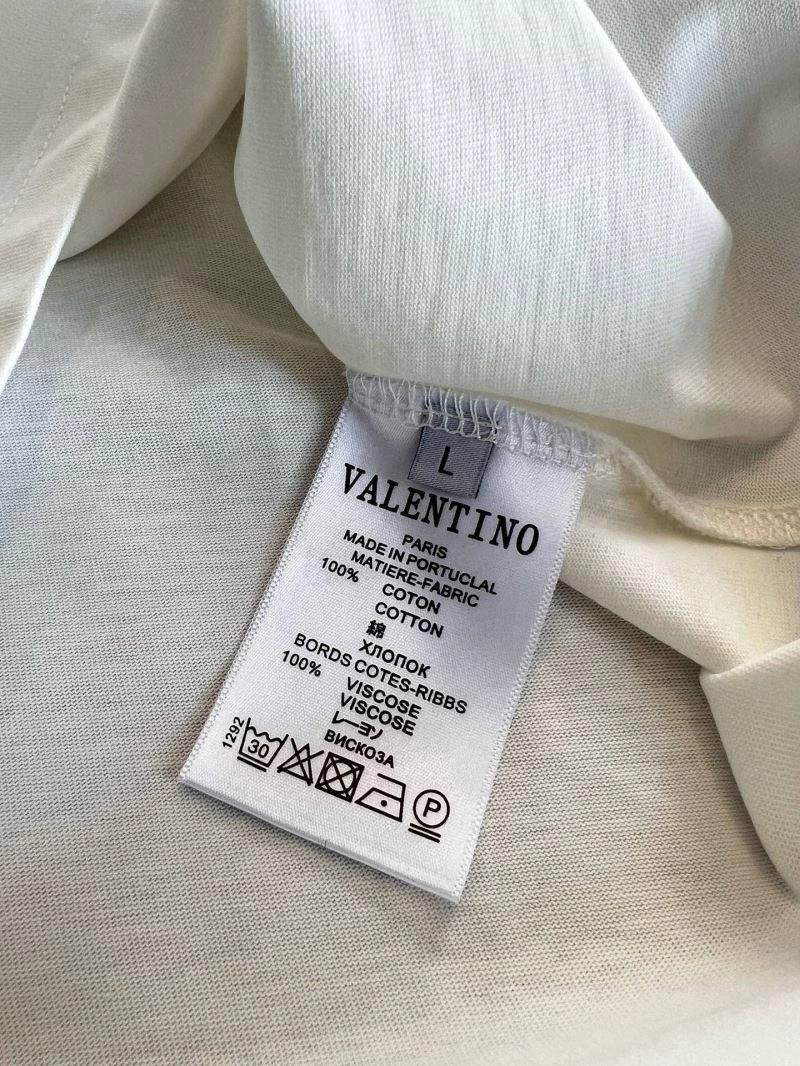 L
VALENTINO
PARIS
MADE IN PORTUCLAL
MATIERE-FABRIC
100% COTON
COTTON
綿
ХЛОПОК
BORDS COTES-RIBBS
100% VISCOSE
VISCOSE
レーヨン
ВИСКОЗА
1292
30
P